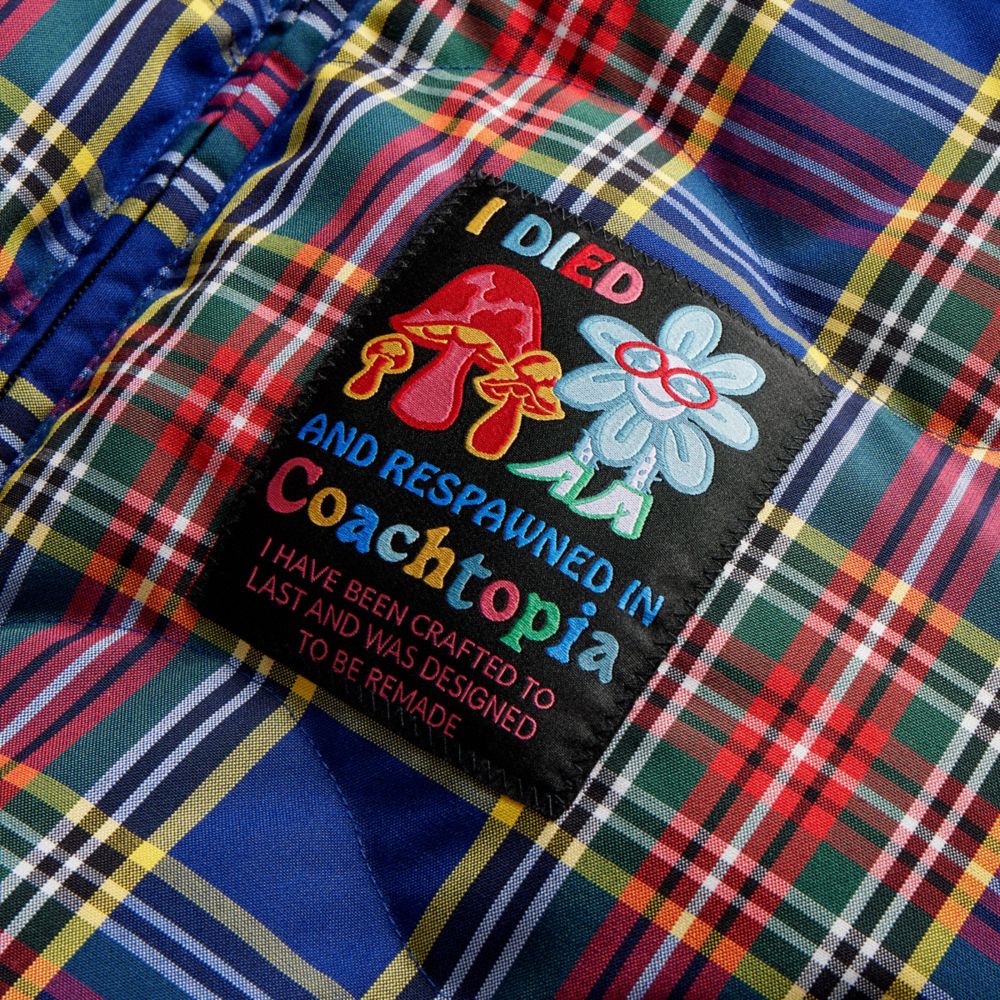 I DIED
AND RESPAWNED IN
Coachtopia
I HAVE BEEN CRAFTED TO
LAST AND WAS DESIGNED
TO BE REMADE